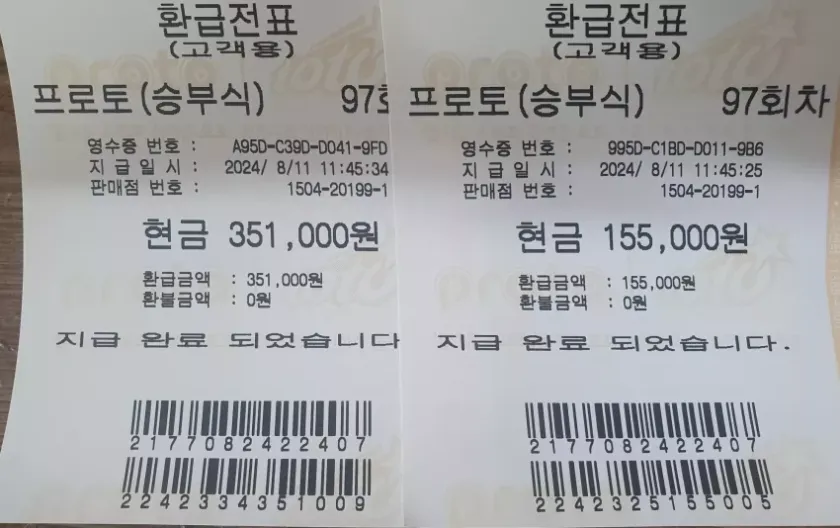 환급전표
(고객용)
프로토(승부식) 97회
영수증 번호 : A95D-C39D-D041-9FD
지 급 일 시 : 2024/ 8/11 11:45:34
판매점 번호 : 1504-20199-1
현금 351,000원
환급금액 : 351,000원
환불금액 : 0원
지급 완료 되었습니다
2177082422407
2242334351009
환급전표
(고객용)
프로토(승부식) 97회차
영수증 번호 : 995D-C1BD-D011-9B6
지 급 일 시 : 2024/ 8/11 11:45:25
판매점 번호 : 1504-20199-1
현금 155,000원
환급금액 : 155,000원
환불금액 : 0원
지급 완료 되었습니다.
2177082422407
2242325155005